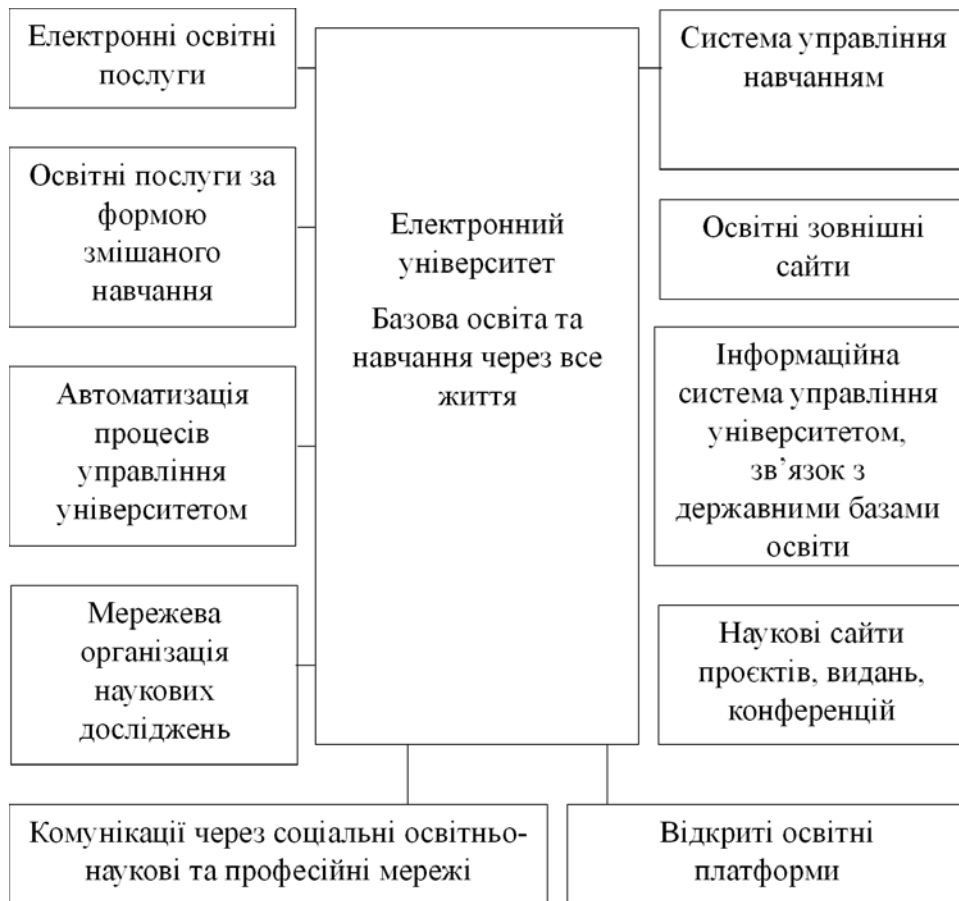 Електронні освітні
послуги
Освітні послуги за
формою
змішаного
навчання
Автоматизація
процесів
управління
університетом
Мережева
організація
наукових
досліджень
Електронний
університет
Базова освіта та
навчання через все
життя
Система управління
навчанням
Освітні зовнішні
сайти
Інформаційна
система управління
університетом,
зв’язок з
державними базами
освіти
Наукові сайти
проєктів, видань,
конференцій
Комунікації через соціальні освітньо-
наукові та професійні мережі
Відкриті освітні
платформи